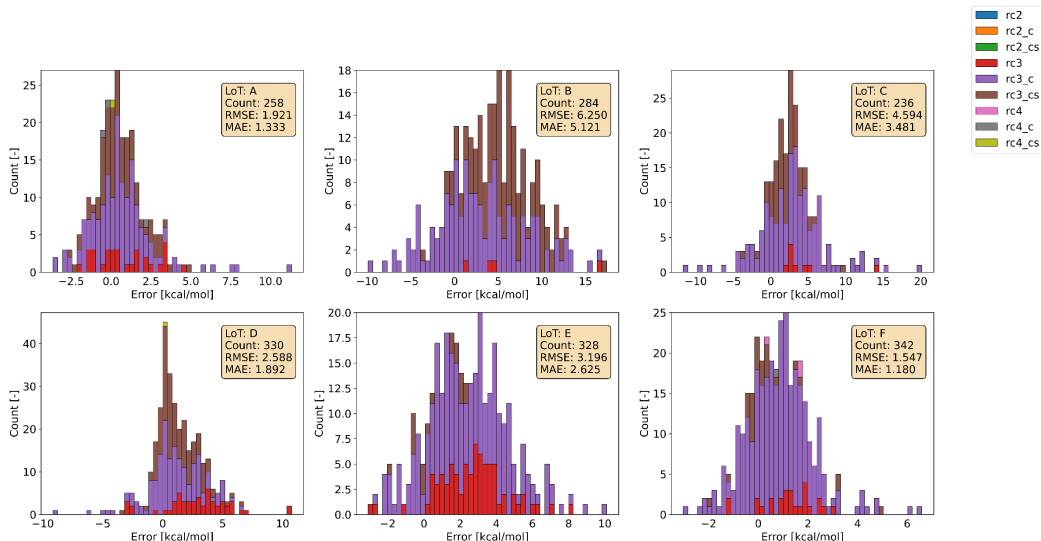 rc2
rc2_c
rc2_cs
rc3
rc3_c
rc3_cs
rc4
rc4_c
rc4_cs
LoT: A
Count: 258
RMSE: 1.921
MAE: 1.333
Count [-]
25
20
15
10
5
0
−2.5 0.0 2.5 5.0 7.5 10.0
Error [kcal/mol]
LoT: B
Count: 284
RMSE: 6.250
MAE: 5.121
Count [-]
18
16
14
12
10
8
6
4
2
0
−10 −5 0 5 10 15
Error [kcal/mol]
LoT: C
Count: 236
RMSE: 4.594
MAE: 3.481
Count [-]
25
20
15
10
5
0
−10 −5 0 5 10 15 20
Error [kcal/mol]
LoT: D
Count: 330
RMSE: 2.588
MAE: 1.892
Count [-]
40
30
20
10
0
−10 −5 0 5 10
Error [kcal/mol]
LoT: E
Count: 328
RMSE: 3.196
MAE: 2.625
Count [-]
20.0
17.5
15.0
12.5
10.0
7.5
5.0
2.5
0.0
−2 0 2 4 6 8 10
Error [kcal/mol]
LoT: F
Count: 342
RMSE: 1.547
MAE: 1.180
Count [-]
25
20
15
10
5
0
−2 0 2 4 6
Error [kcal/mol]